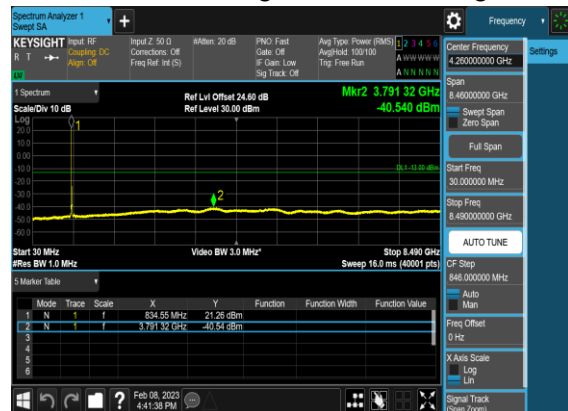 Spectrum Analyzer 1
Swept SA
Frequency
KEYSIGHT
R T
LW
Input: RF
Coupling: DC
Align: Off
Input Z: 50 Ω
Corrections: Off
Freq Ref: Int (S)
#Atten: 20 dB
PNO: Fast
Gate: Off
IF Gain: Low
Sig Track: Off
Avg Type: Power (RMS)
Avg|Hold: 100/100
Trig: Free Run
1 2 3 4 5 6
A W W W W W
A N N N N N
1 Spectrum
Scale/Div 10 dB
Ref Lvl Offset 24.60 dB
Ref Level 30.00 dBm
Mkr2 3.791 32 GHz
-40.540 dBm
Log
20.0
10.0
0.00
-10.0
-20.0
-30.0
-40.0
-50.0
-60.0
1
2
DL1 -13.00 dBm
Start 30 MHz
#Res BW 1.0 MHz
Video BW 3.0 MHz*
Stop 8.490 GHz
Sweep 16.0 ms (40001 pts)
5 Marker Table
Mode Trace Scale X Y Function Function Width Function Value
1 N 1 f 834.55 MHz 21.26 dBm
2 N 1 f 3.791 32 GHz -40.54 dBm
3
4
5
6
Feb 08, 2023
4:41:38 PM
Center Frequency
4.260000000 GHz
Span
8.46000000 GHz
Swept Span
Zero Span
Full Span
Start Freq
30.000000 MHz
Stop Freq
8.490000000 GHz
AUTO TUNE
CF Step
846.000000 MHz
Auto
Man
Freq Offset
0 Hz
X Axis Scale
Log
Lin
Signal Track
(Span Zoom)
Settings